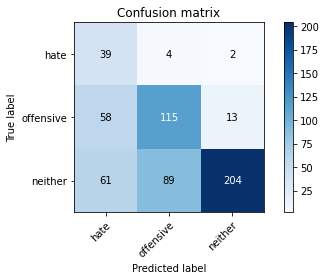 Confusion matrix
True label
hate 39 4 2
offensive 58 115 13
neither 61 89 204
hate offensive neither
Predicted label
200
175
150
125
100
75
50
25